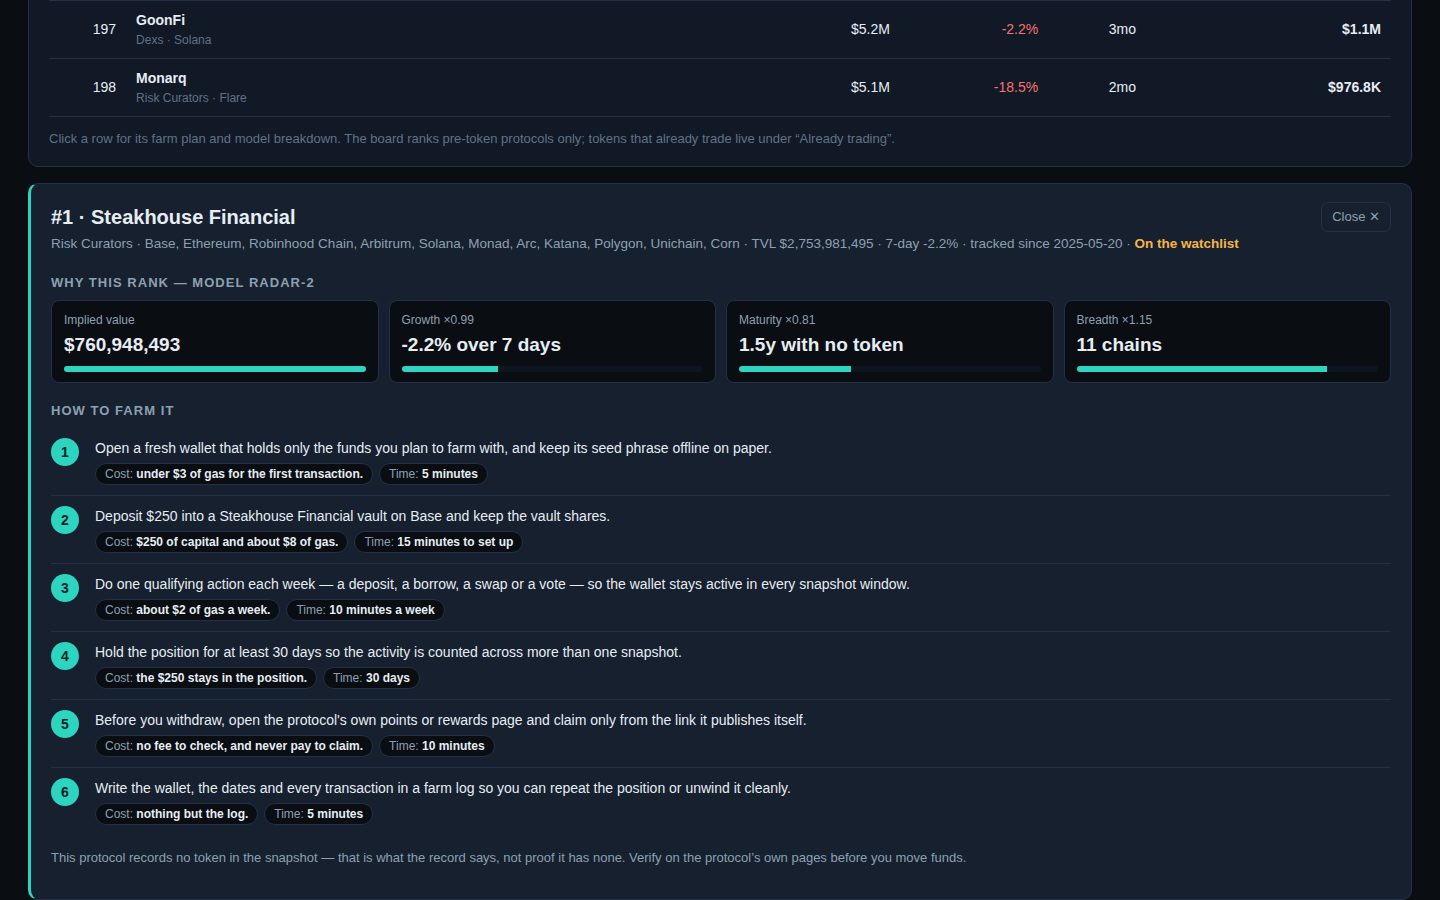 197 GoonFi $5.2M -2.2% 3mo $1.1M
Dexs · Solana
198 Monarq $5.1M -18.5% 2mo $976.8K
Risk Curators · Flare
Click a row for its farm plan and model breakdown. The board ranks pre-token protocols only; tokens that already trade live under “Already trading”.
#1 · Steakhouse Financial
Close ✕
Risk Curators · Base, Ethereum, Robinhood Chain, Arbitrum, Solana, Monad, Arc, Katana, Polygon, Unichain, Corn · TVL $2,753,981,495 · 7-day -2.2% · tracked since 2025-05-20 · On the watchlist
WHY THIS RANK — MODEL RADAR-2
Implied value
$760,948,493
Growth ×0.99
-2.2% over 7 days
Maturity ×0.81
1.5y with no token
Breadth ×1.15
11 chains
HOW TO FARM IT
1 Open a fresh wallet that holds only the funds you plan to farm with, and keep its seed phrase offline on paper.
Cost: under $3 of gas for the first transaction. Time: 5 minutes
2 Deposit $250 into a Steakhouse Financial vault on Base and keep the vault shares.
Cost: $250 of capital and about $8 of gas. Time: 15 minutes to set up
3 Do one qualifying action each week — a deposit, a borrow, a swap or a vote — so the wallet stays active in every snapshot window.
Cost: about $2 of gas a week. Time: 10 minutes a week
4 Hold the position for at least 30 days so the activity is counted across more than one snapshot.
Cost: the $250 stays in the position. Time: 30 days
5 Before you withdraw, open the protocol's own points or rewards page and claim only from the link it publishes itself.
Cost: no fee to check, and never pay to claim. Time: 10 minutes
6 Write the wallet, the dates and every transaction in a farm log so you can repeat the position or unwind it cleanly.
Cost: nothing but the log. Time: 5 minutes
This protocol records no token in the snapshot — that is what the record says, not proof it has none. Verify on the protocol’s own pages before you move funds.